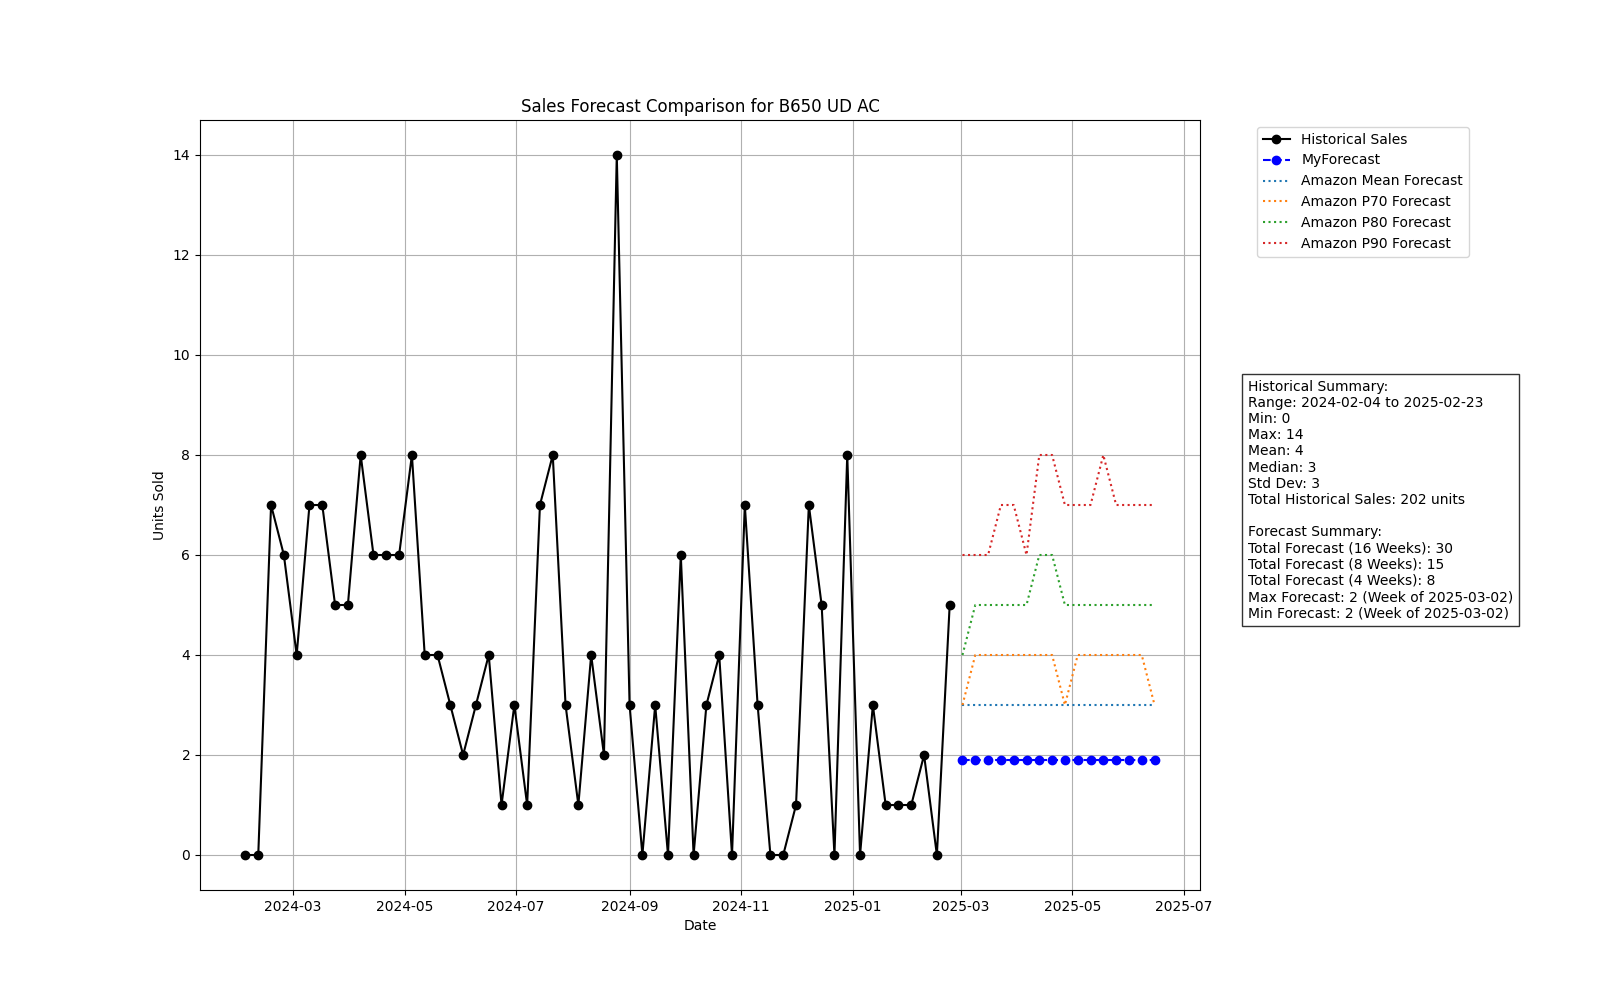 Sales Forecast Comparison for B650 UD AC
14
12
10
8
6
4
2
0
Units Sold
2024-03
2024-05
2024-07
2024-09
2024-11
2025-01
2025-03
2025-05
2025-07
Date
Historical Sales
MyForecast
Amazon Mean Forecast
Amazon P70 Forecast
Amazon P80 Forecast
Amazon P90 Forecast
Historical Summary:
Range: 2024-02-04 to 2025-02-23
Min: 0
Max: 14
Mean: 4
Median: 3
Std Dev: 3
Total Historical Sales: 202 units
Forecast Summary:
Total Forecast (16 Weeks): 30
Total Forecast (8 Weeks): 15
Total Forecast (4 Weeks): 8
Max Forecast: 2 (Week of 2025-03-02)
Min Forecast: 2 (Week of 2025-03-02)